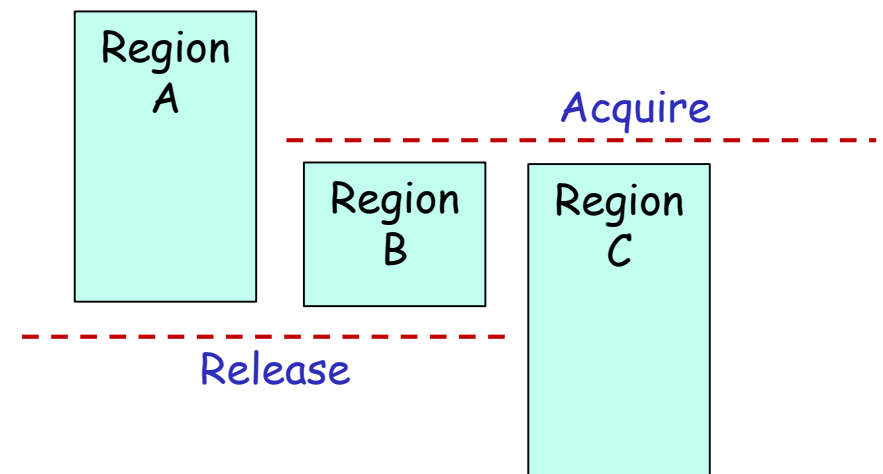 Region
A
Acquire
Region
B
Region
C
Release